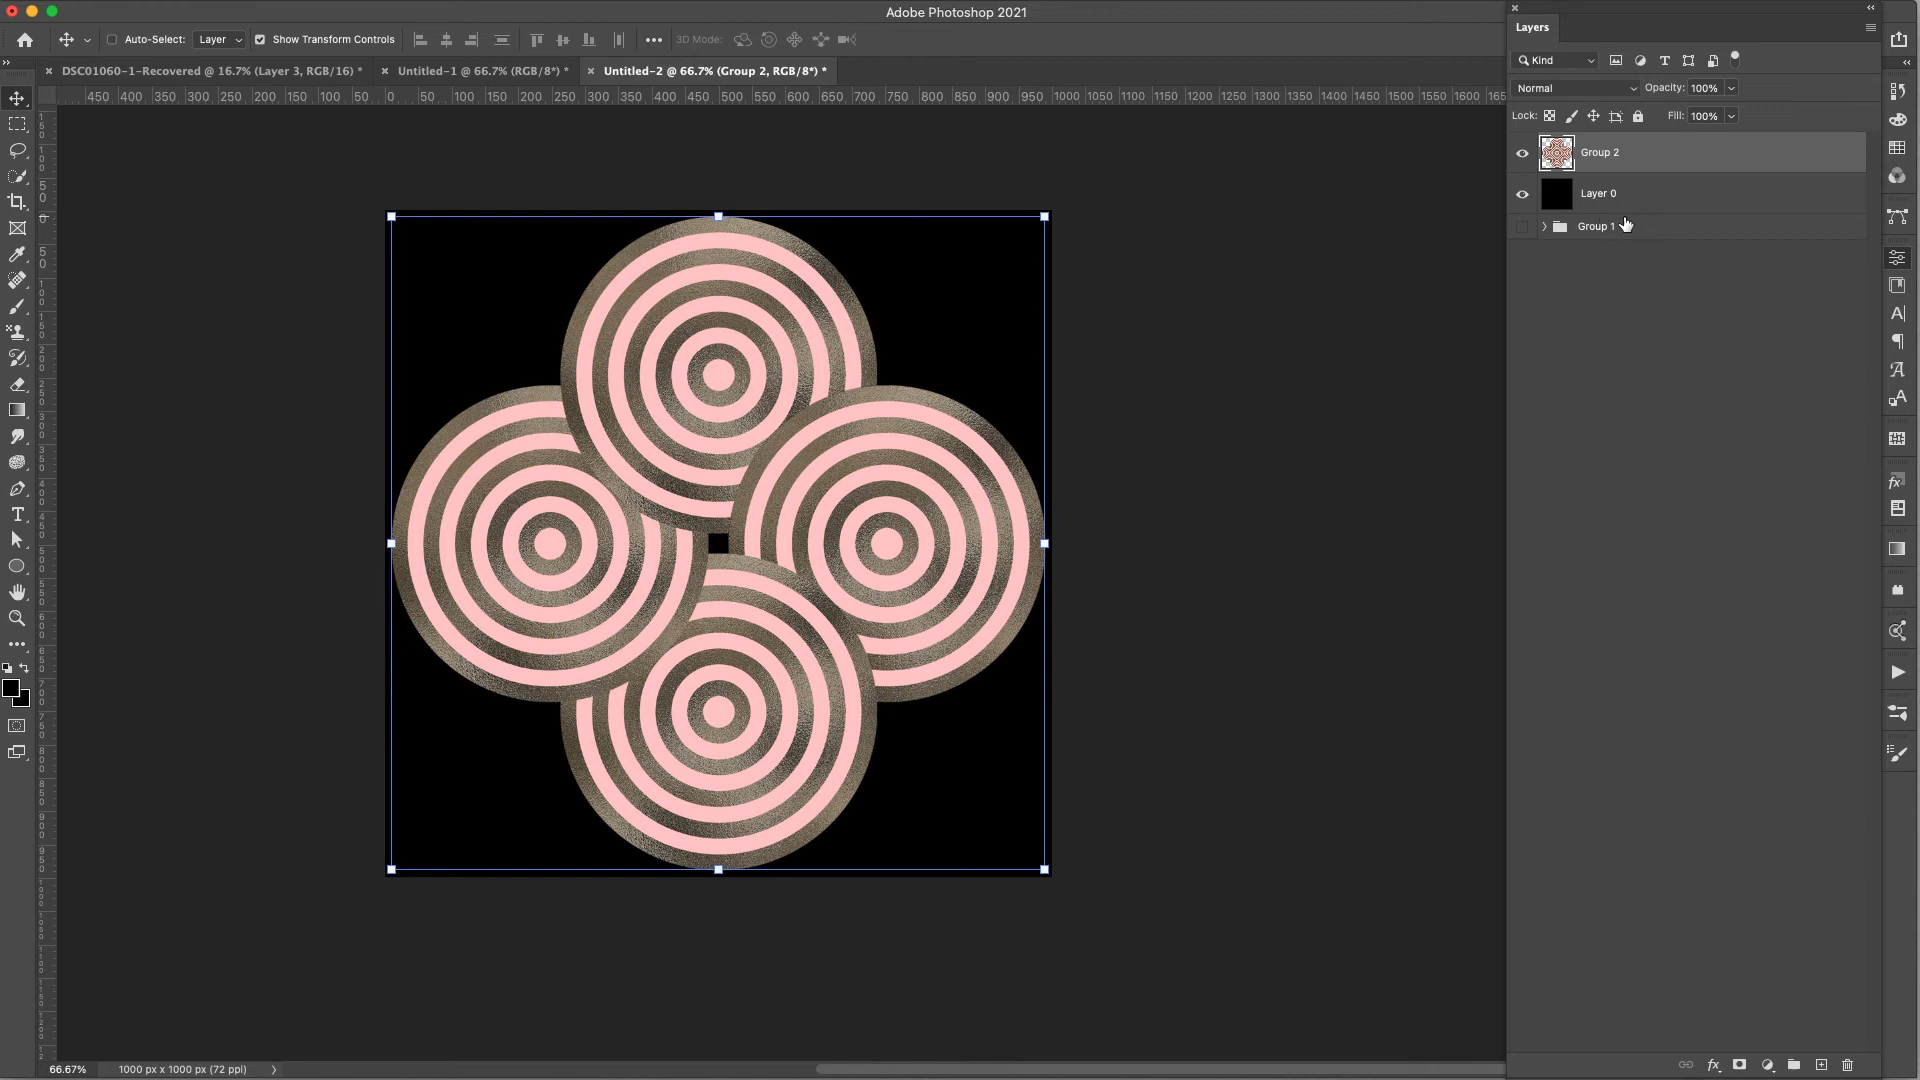 Adobe Photoshop 2021
Auto-Select: Layer Show Transform Controls 3D Mode:
DSC01060-1-Recovered @ 16.7% (Layer 3, RGB/16) * Untitled-1 @ 66.7% (RGB/8*) * Untitled-2 @ 66.7% (Group 2, RGB/8*) *
450 400 350 300 250 200 150 100 50 0 50 100 150 200 250 300 350 400 450 500 550 600 650 700 750 800 850 900 950 1000 1050 1100 1150 1200 1250 1300 1350 1400 1450 1500 1550 1600
Layers
Kind
Normal Opacity: 100%
Lock: Fill: 100%
Group 2
Layer 0
Group 1
66.67% 1000 px x 1000 px (72 ppi)